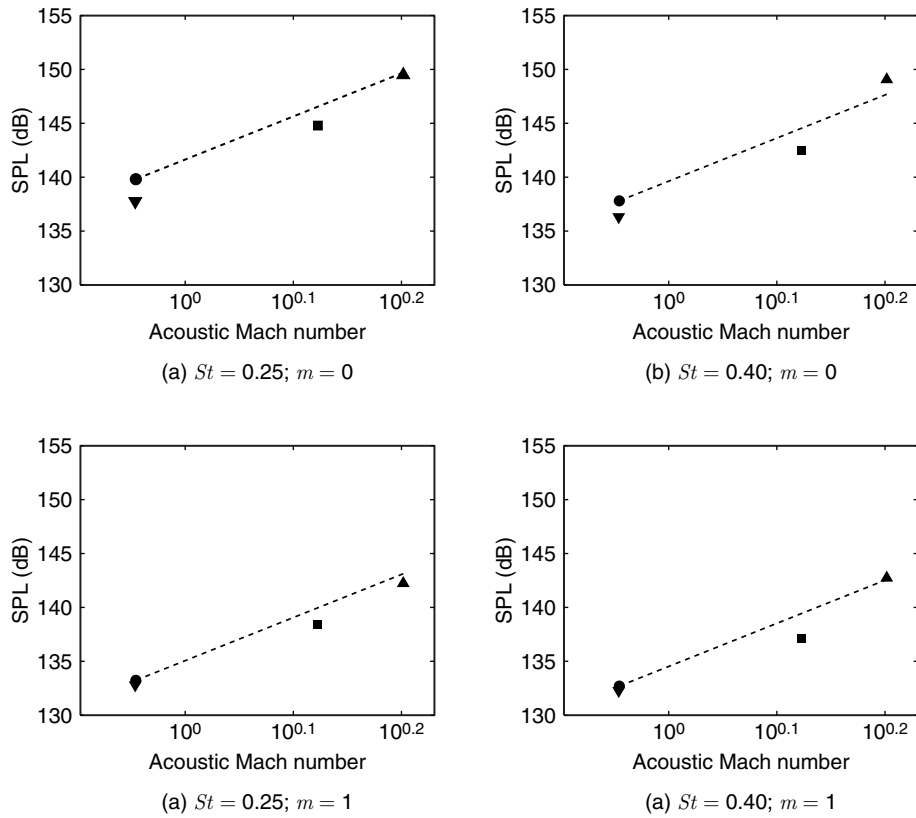 155
150
145
140
135
130
SPL (dB)
10^0 10^0.1 10^0.2
Acoustic Mach number
(a) St = 0.25; m = 0
155
150
145
140
135
130
SPL (dB)
10^0 10^0.1 10^0.2
Acoustic Mach number
(b) St = 0.40; m = 0
155
150
145
140
135
130
SPL (dB)
10^0 10^0.1 10^0.2
Acoustic Mach number
(a) St = 0.25; m = 1
155
150
145
140
135
130
SPL (dB)
10^0 10^0.1 10^0.2
Acoustic Mach number
(a) St = 0.40; m = 1